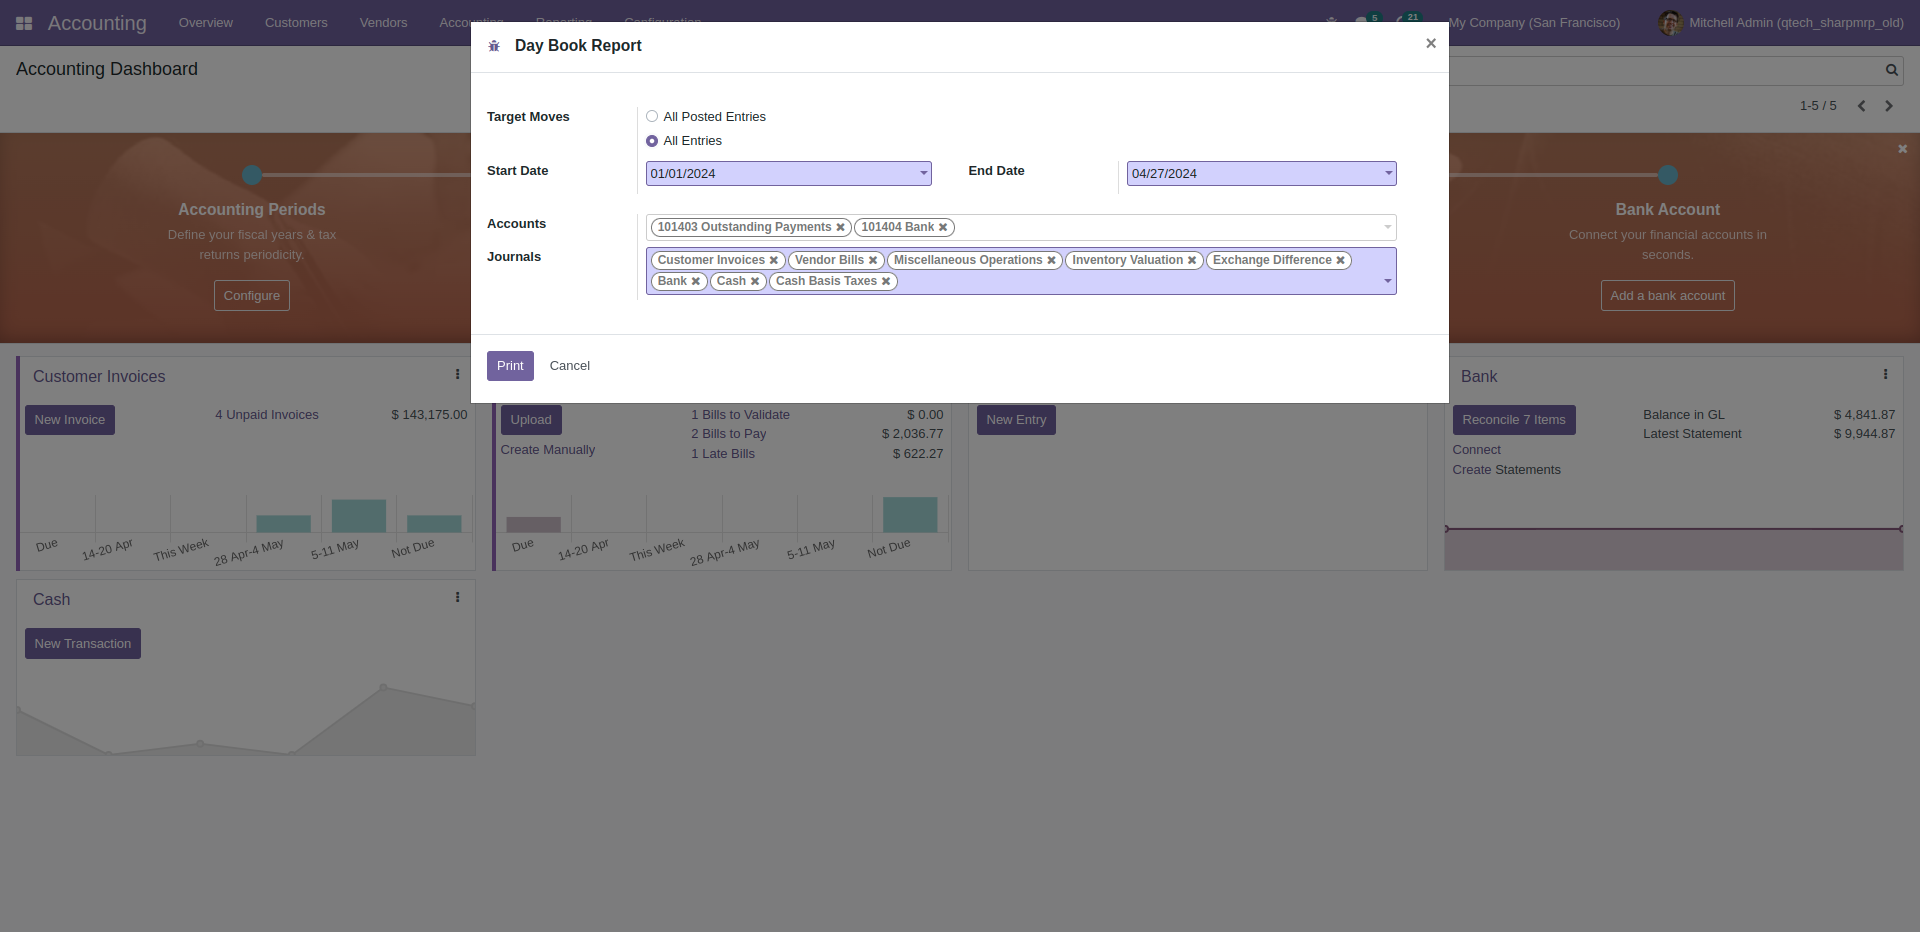 Accounting
Overview
Customers
Vendors
Accounting
Reporting
Configuration
5
21
My Company (San Francisco)
Mitchell Admin (qtech_sharpmrp_old)
Accounting Dashboard
1-5 / 5
Day Book Report
Target Moves
All Posted Entries
All Entries
Start Date
01/01/2024
End Date
04/27/2024
Accounts
101403 Outstanding Payments
101404 Bank
Journals
Customer Invoices
Vendor Bills
Miscellaneous Operations
Inventory Valuation
Exchange Difference
Bank
Cash
Cash Basis Taxes
Print
Cancel
Accounting Periods
Define your fiscal years & tax
returns periodicity.
Configure
Bank Account
Connect your financial accounts in
seconds.
Add a bank account
Customer Invoices
New Invoice
4 Unpaid Invoices
$ 143,175.00
Due
14-20 Apr
This Week
28 Apr-4 May
5-11 May
Not Due
Upload
Create Manually
1 Bills to Validate
$ 0.00
2 Bills to Pay
$ 2,036.77
1 Late Bills
$ 622.27
Due
14-20 Apr
This Week
28 Apr-4 May
5-11 May
Not Due
New Entry
Bank
Reconcile 7 Items
Connect
Create Statements
Balance in GL
$ 4,841.87
Latest Statement
$ 9,944.87
Cash
New Transaction